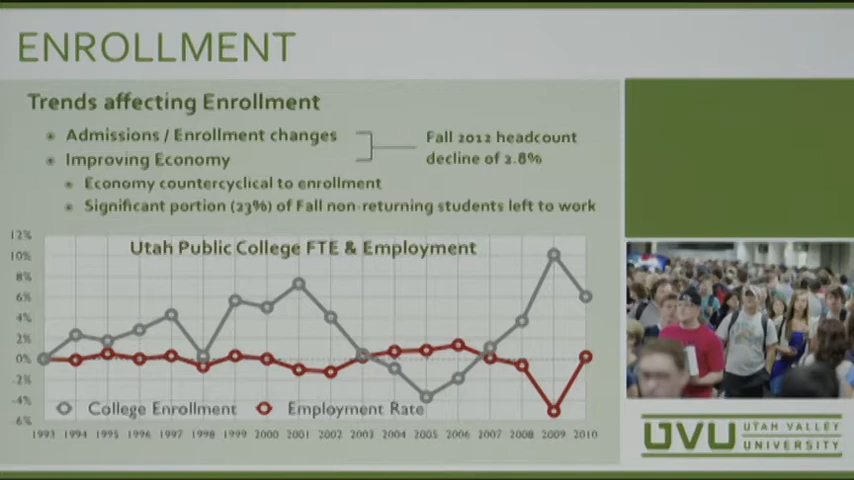 ENROLLMENT
Trends affecting Enrollment
Admissions / Enrollment changes
Improving Economy
Fall 2012 headcount
decline of 2.8%
Economy countercyclical to enrollment
Significant portion (23%) of Fall non-returning students left to work
Utah Public College FTE & Employment
12%
10%
8%
6%
4%
2%
0%
-2%
-4%
-6%
College Enrollment
Employment Rate
1993 1994 1995 1996 1997 1998 1999 2000 2001 2002 2003 2004 2005 2006 2007 2008 2009 2010
UVU UTAH VALLEY
UNIVERSITY